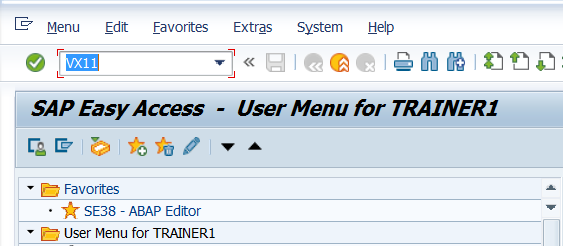 Menu Edit Favorites Extras System Help
VX11
SAP Easy Access - User Menu for TRAINER1
Favorites
SE38 - ABAP Editor
User Menu for TRAINER1